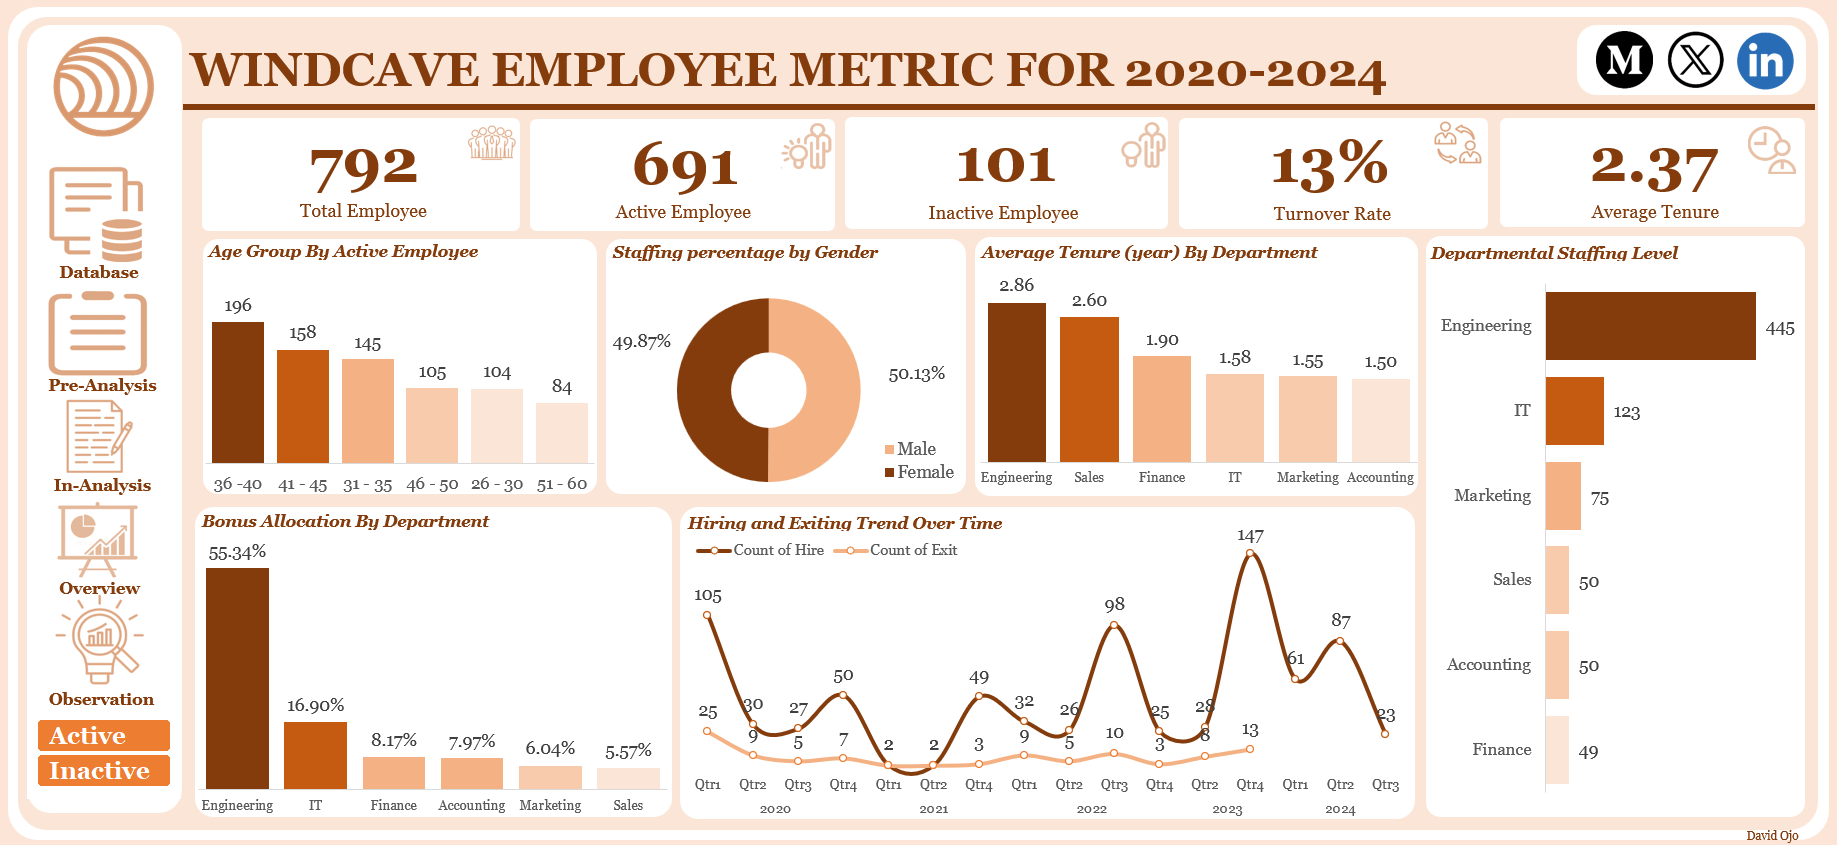 WINDCAVE EMPLOYEE METRIC FOR 2020-2024
M X in
Database
Pre-Analysis
In-Analysis
Overview
Observation
Active
Inactive
792
Total Employee
691
Active Employee
101
Inactive Employee
13%
Turnover Rate
2.37
Average Tenure
Age Group By Active Employee
196
158
145
105
104
84
36 -40
41 - 45
31 - 35
46 - 50
26 - 30
51 - 60
Staffing percentage by Gender
49.87%
50.13%
Male
Female
Average Tenure (year) By Department
2.86
2.60
1.90
1.58
1.55
1.50
Engineering
Sales
Finance
IT
Marketing
Accounting
Departmental Staffing Level
Engineering
445
IT
123
Marketing
75
Sales
50
Accounting
50
Finance
49
Bonus Allocation By Department
55.34%
16.90%
8.17%
7.97%
6.04%
5.57%
Engineering
IT
Finance
Accounting
Marketing
Sales
Hiring and Exiting Trend Over Time
Count of Hire
Count of Exit
105
30
27
50
2
2
49
32
26
98
25
28
147
61
87
23
25
9
5
7
3
9
5
10
3
8
13
Qtr1 Qtr2 Qtr3 Qtr4 Qtr1 Qtr2 Qtr4 Qtr1 Qtr2 Qtr3 Qtr4 Qtr2 Qtr4 Qtr1 Qtr2 Qtr3
2020 2021 2022 2023 2024
David Ojo